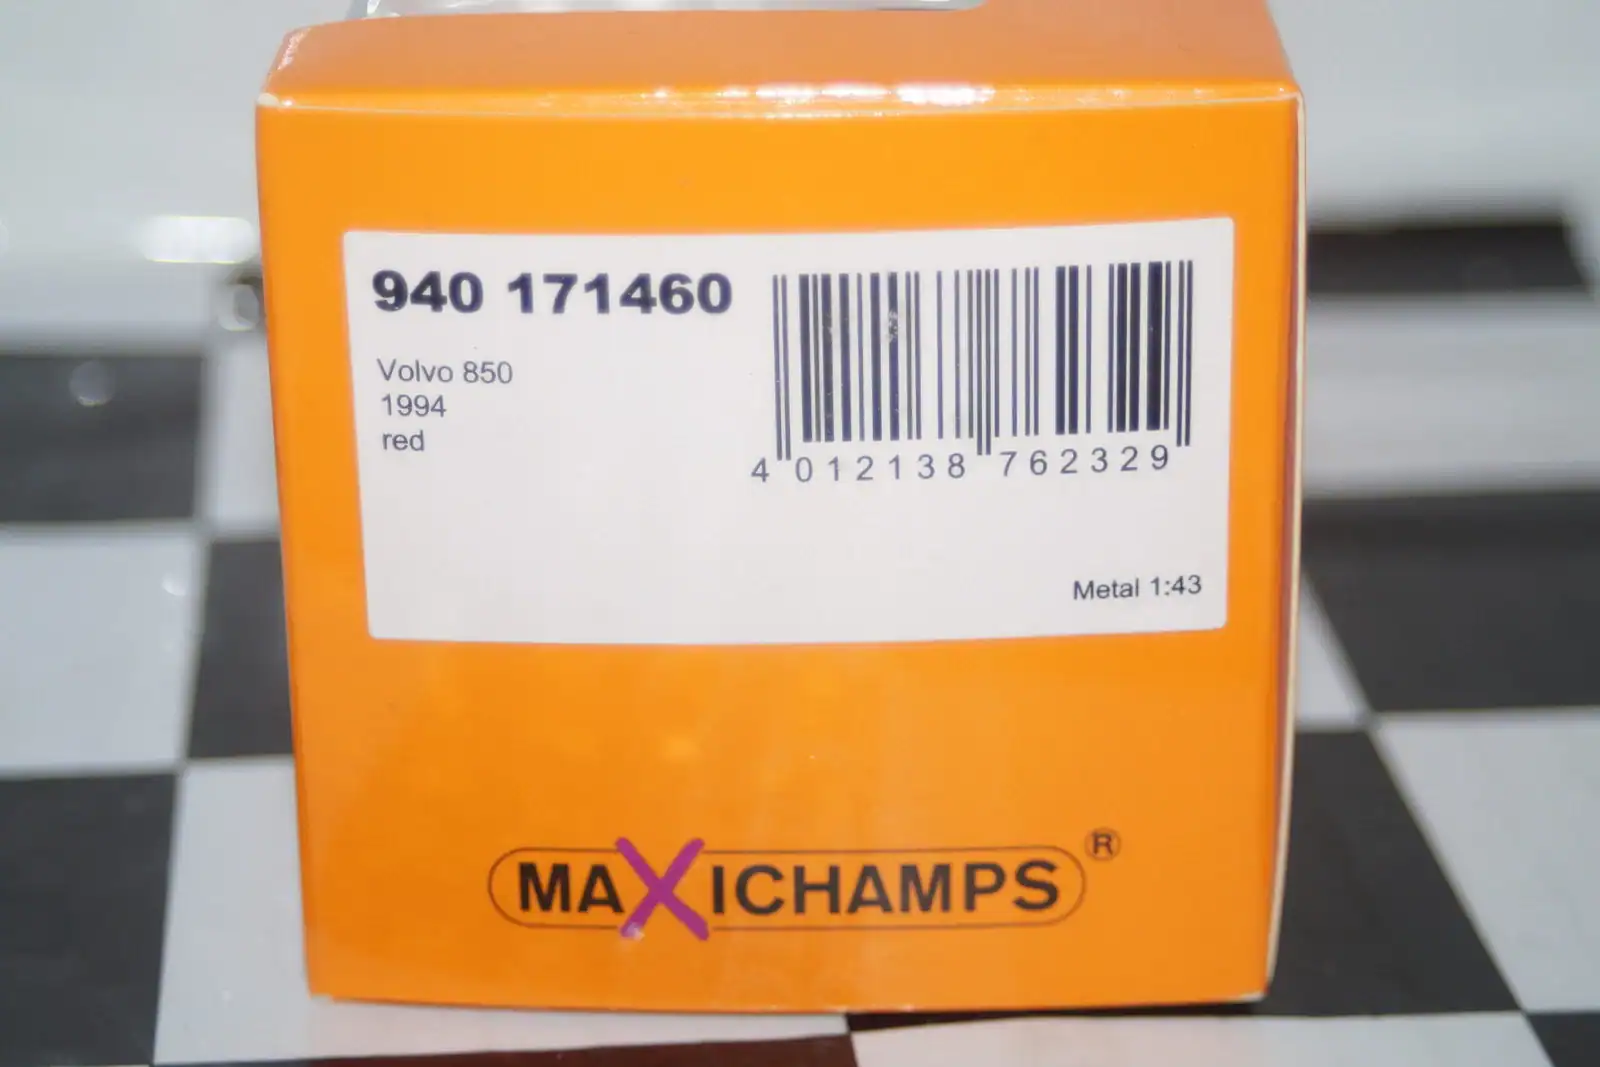 940 171460
Volvo 850
1994
red
4 012138 762329
Metal 1:43
MAXICHAMPS®